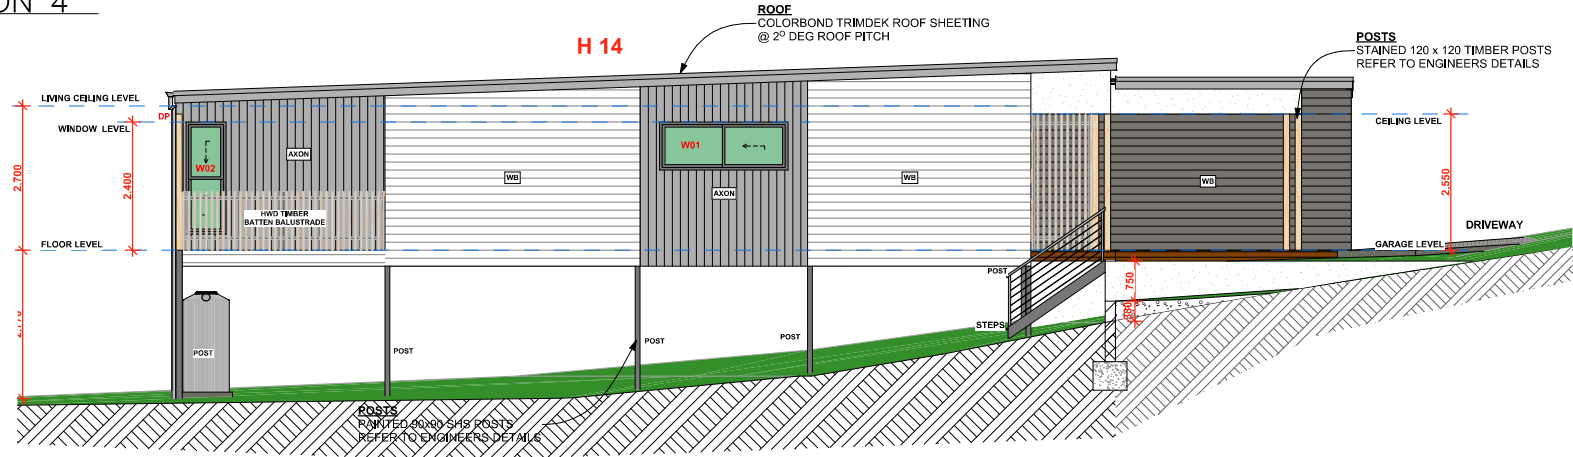 ON 4
ROOF
COLORBOND TRIMDEK ROOF SHEETING
@ 2⁰ DEG ROOF PITCH
H 14
POSTS
STAINED 120 x 120 TIMBER POSTS
REFER TO ENGINEERS DETAILS
LIVING CEILING LEVEL
DP
WINDOW LEVEL
CEILING LEVEL
W02
AXON
W01
WB
AXON
WB
WB
2.700
2.400
2.550
HWD TIMBER
BATTEN BALUSTRADE
DRIVEWAY
FLOOR LEVEL
GARAGE LEVEL
POST
750
STEPS
POST
POST
POST
POST
POSTS
PAINTED 90x90 SHS POSTS
REFER TO ENGINEERS DETAILS